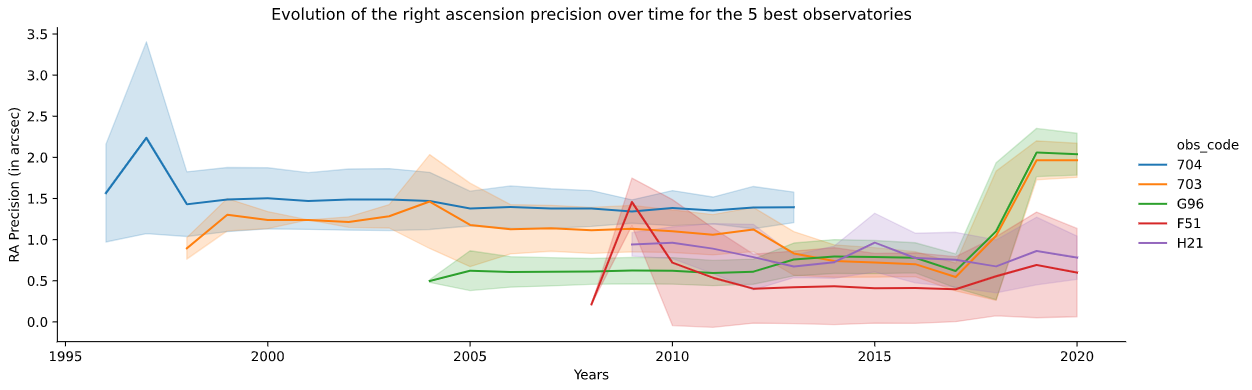 Evolution of the right ascension precision over time for the 5 best observatories
RA Precision (in arcsec)
3.5
3.0
2.5
2.0
1.5
1.0
0.5
0.0
1995
2000
2005
2010
2015
2020
Years
obs_code
704
703
G96
F51
H21